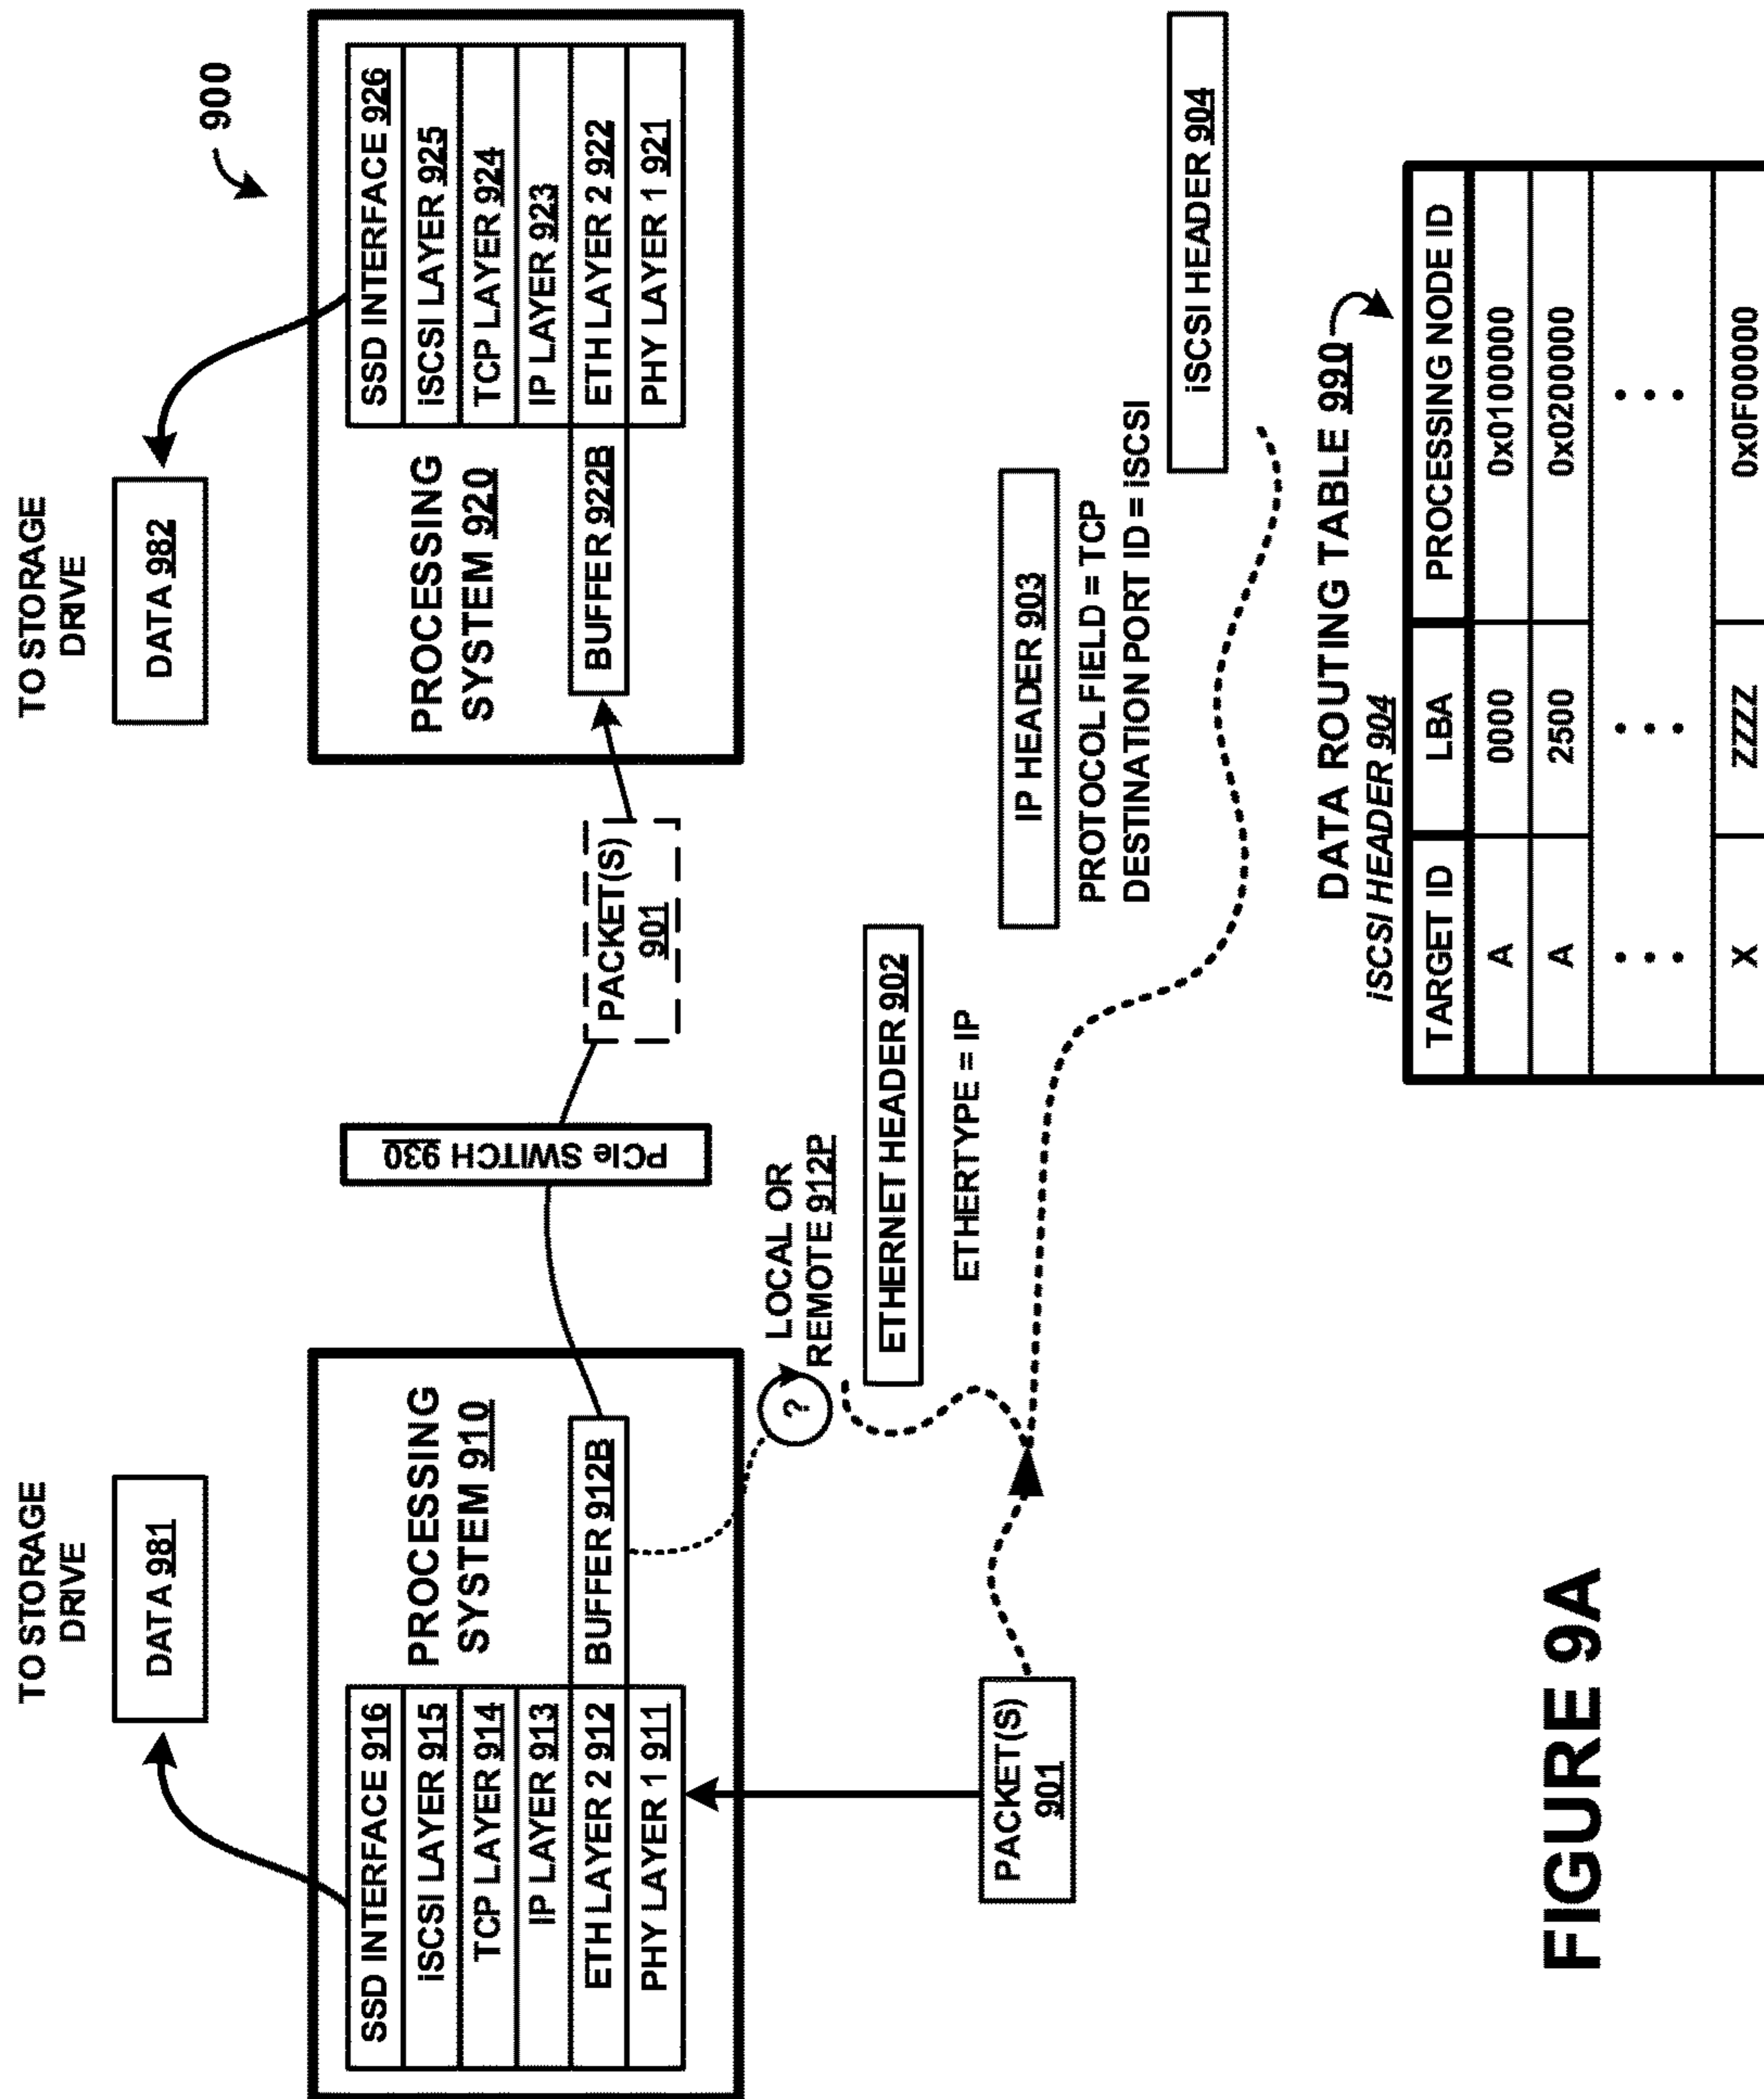 900
TO STORAGE
DRIVE
DATA 981
TO STORAGE
DRIVE
DATA 982
SSD INTERFACE 916
iSCSI LAYER 915
TCP LAYER 914
IP LAYER 913
ETH LAYER 2 912
PHY LAYER 1 911
PROCESSING
SYSTEM 910
BUFFER 912B
PCIe SWITCH 930
PACKET(S)
901
PROCESSING
SYSTEM 920
BUFFER 922B
SSD INTERFACE 926
iSCSI LAYER 925
TCP LAYER 924
IP LAYER 923
ETH LAYER 2 922
PHY LAYER 1 921
?
LOCAL OR
REMOTE 912P
PACKET(S)
901
ETHERNET HEADER 902
ETHERTYPE = IP
IP HEADER 903
PROTOCOL FIELD = TCP
DESTINATION PORT ID = iSCSI
iSCSI HEADER 904
DATA ROUTING TABLE 990
iSCSI HEADER 904
TARGET ID LBA PROCESSING NODE ID
A 0000 0x0100000
A 2500 0x0200000
X ZZZZ 0x0F00000
FIGURE 9A